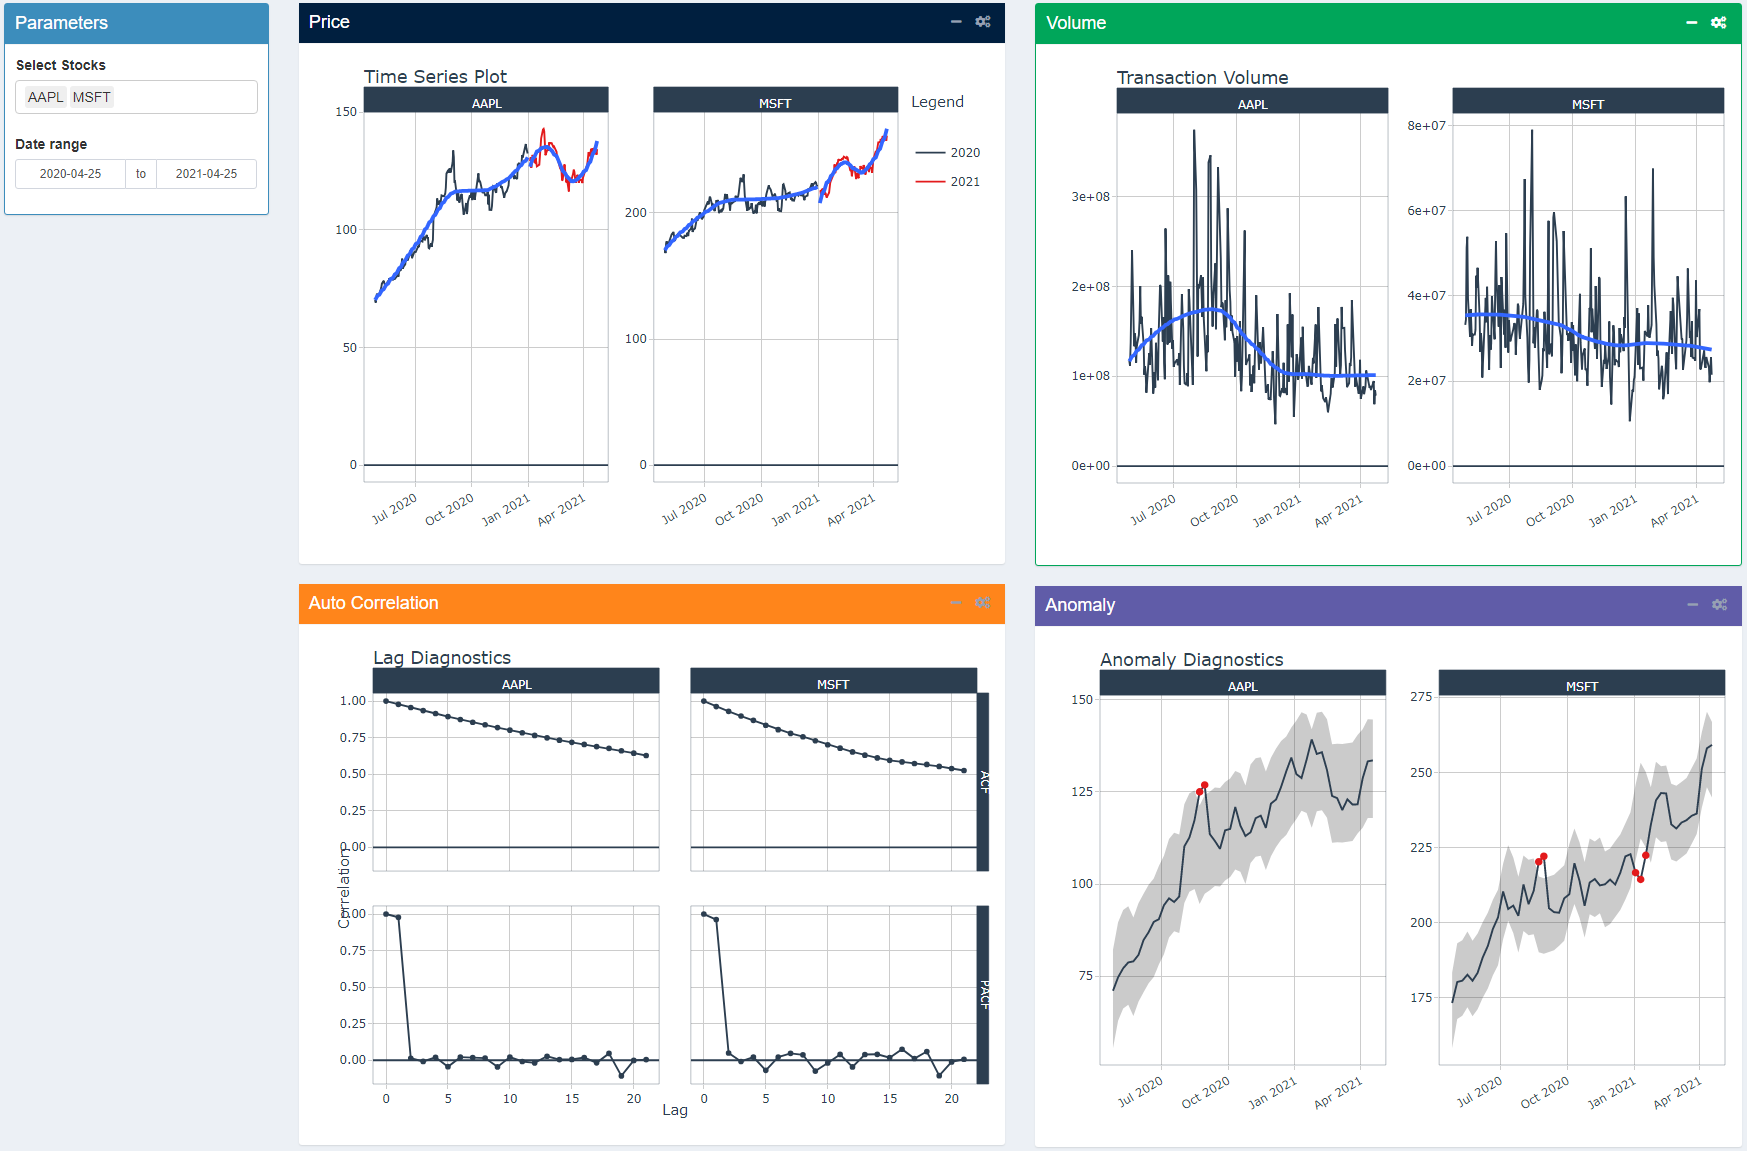 Parameters
Select Stocks
AAPL MSFT
Date range
2020-04-25 to 2021-04-25
Price
Time Series Plot
AAPL
MSFT
150
100
50
0
200
100
0
Jul 2020
Oct 2020
Jan 2021
Apr 2021
Jul 2020
Oct 2020
Jan 2021
Apr 2021
Legend
2020
2021
Volume
Transaction Volume
AAPL
MSFT
3e+08
2e+08
1e+08
0e+00
8e+07
6e+07
4e+07
2e+07
0e+00
Jul 2020
Oct 2020
Jan 2021
Apr 2021
Jul 2020
Oct 2020
Jan 2021
Apr 2021
Auto Correlation
Lag Diagnostics
AAPL
MSFT
1.00
0.75
0.50
0.25
0.00
ACF
Correlation
1.00
0.75
0.50
0.25
0.00
PACF
0 5 10 15 20
0 5 10 15 20
Lag
Anomaly
Anomaly Diagnostics
AAPL
MSFT
150
125
100
75
275
250
225
200
175
Jul 2020
Oct 2020
Jan 2021
Apr 2021
Jul 2020
Oct 2020
Jan 2021
Apr 2021